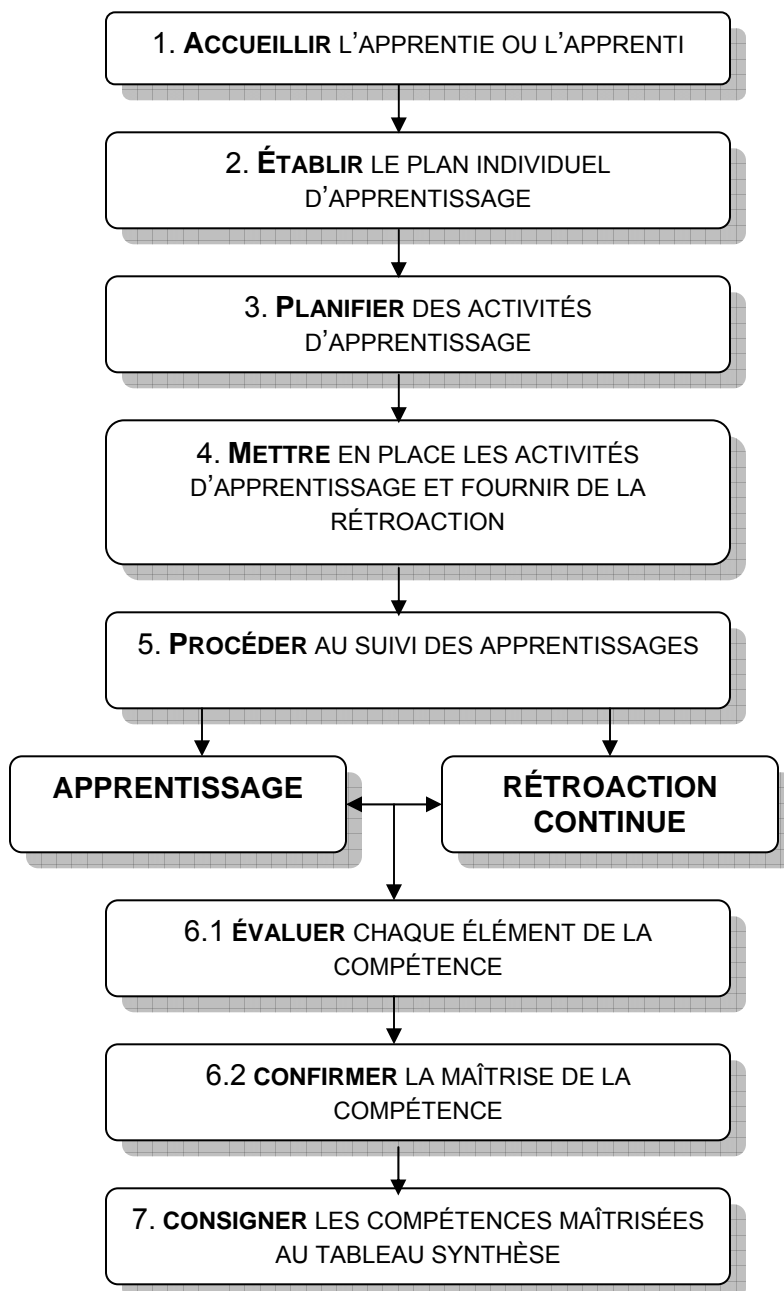 1. ACCUEILLIR L'APPRENTIE OU L'APPRENTI
2. ÉTABLIR LE PLAN INDIVIDUEL
D'APPRENTISSAGE
3. PLANIFIER DES ACTIVITÉS
D'APPRENTISSAGE
4. METTRE EN PLACE LES ACTIVITÉS
D'APPRENTISSAGE ET FOURNIR DE LA
RÉTROACTION
5. PROCÉDER AU SUIVI DES APPRENTISSAGES
APPRENTISSAGE
RÉTROACTION
CONTINUE
6.1 ÉVALUER CHAQUE ÉLÉMENT DE LA
COMPÉTENCE
6.2 CONFIRMER LA MAÎTRISE DE LA
COMPÉTENCE
7. CONSIGNER LES COMPÉTENCES MAÎTRISÉES
AU TABLEAU SYNTHÈSE